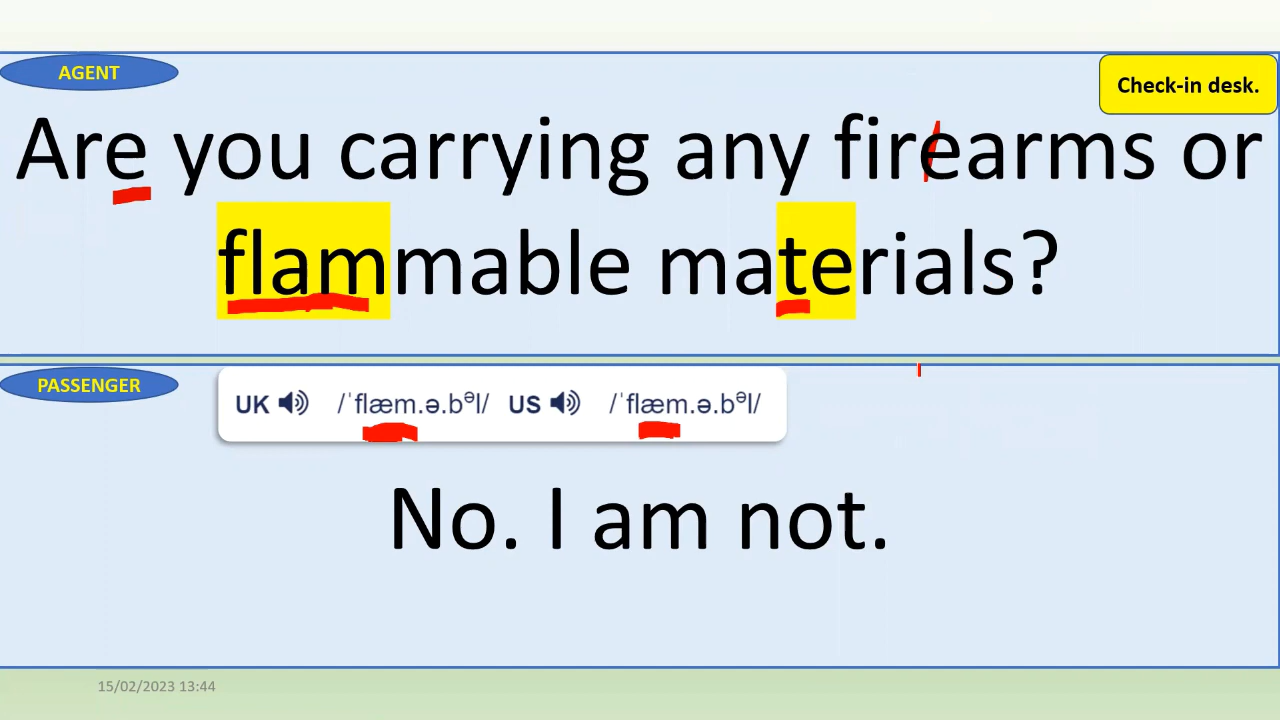 AGENT
Check-in desk.
Are you carrying any firearms or
flammable materials?
PASSENGER
UK /ˈflæm.ə.bᵊl/ US /ˈflæm.ə.bᵊl/
No. I am not.
15/02/2023 13:44